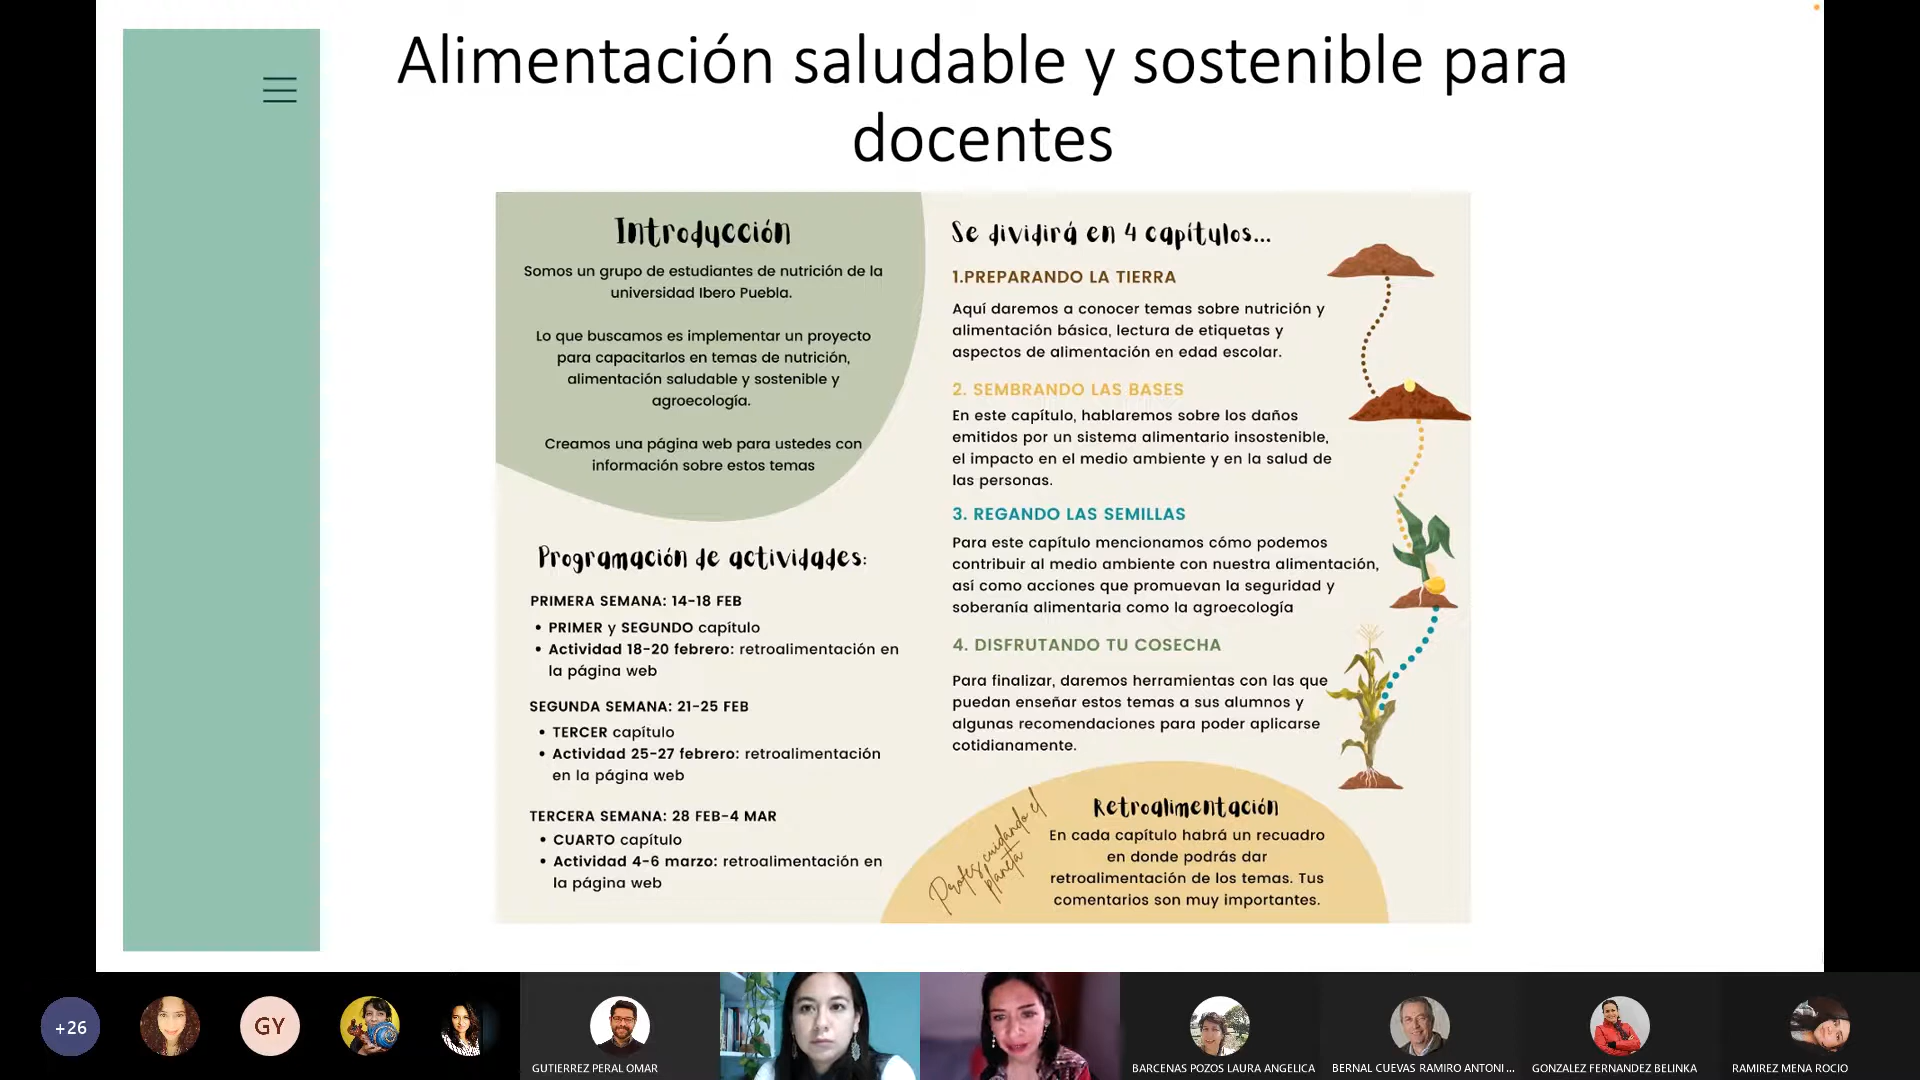 Alimentación saludable y sostenible para
docentes
Introducción
Somos un grupo de estudiantes de nutrición de la
universidad Ibero Puebla.
Lo que buscamos es implementar un proyecto
para capacitarlos en temas de nutrición,
alimentación saludable y sostenible y
agroecología.
Creamos una página web para ustedes con
información sobre estos temas
Programación de actividades:
PRIMERA SEMANA: 14-18 FEB
• PRIMER y SEGUNDO capítulo
• Actividad 18-20 febrero: retroalimentación en
la página web
SEGUNDA SEMANA: 21-25 FEB
• TERCER capítulo
• Actividad 25-27 febrero: retroalimentación
en la página web
TERCERA SEMANA: 28 FEB-4 MAR
• CUARTO capítulo
• Actividad 4-6 marzo: retroalimentación en
la página web
Se dividirá en 4 capítulos...
1.PREPARANDO LA TIERRA
Aquí daremos a conocer temas sobre nutrición y
alimentación básica, lectura de etiquetas y
aspectos de alimentación en edad escolar.
2. SEMBRANDO LAS BASES
En este capítulo, hablaremos sobre los daños
emitidos por un sistema alimentario insostenible,
el impacto en el medio ambiente y en la salud de
las personas.
3. REGANDO LAS SEMILLAS
Para este capítulo mencionamos cómo podemos
contribuir al medio ambiente con nuestra alimentación,
así como acciones que promuevan la seguridad y
soberanía alimentaria como la agroecología
4. DISFRUTANDO TU COSECHA
Para finalizar, daremos herramientas con las que
puedan enseñar estos temas a sus alumnos y
algunas recomendaciones para poder aplicarse
cotidianamente.
Profes cuidando el
planeta
Retroalimentación
En cada capítulo habrá un recuadro
en donde podrás dar
retroalimentación de los temas. Tus
comentarios son muy importantes.
+26
GY
GUTIERREZ PERAL OMAR
BARCENAS POZOS LAURA ANGELICA
BERNAL CUEVAS RAMIRO ANTONI ...
GONZALEZ FERNANDEZ BELINKA
RAMIREZ MENA ROCIO